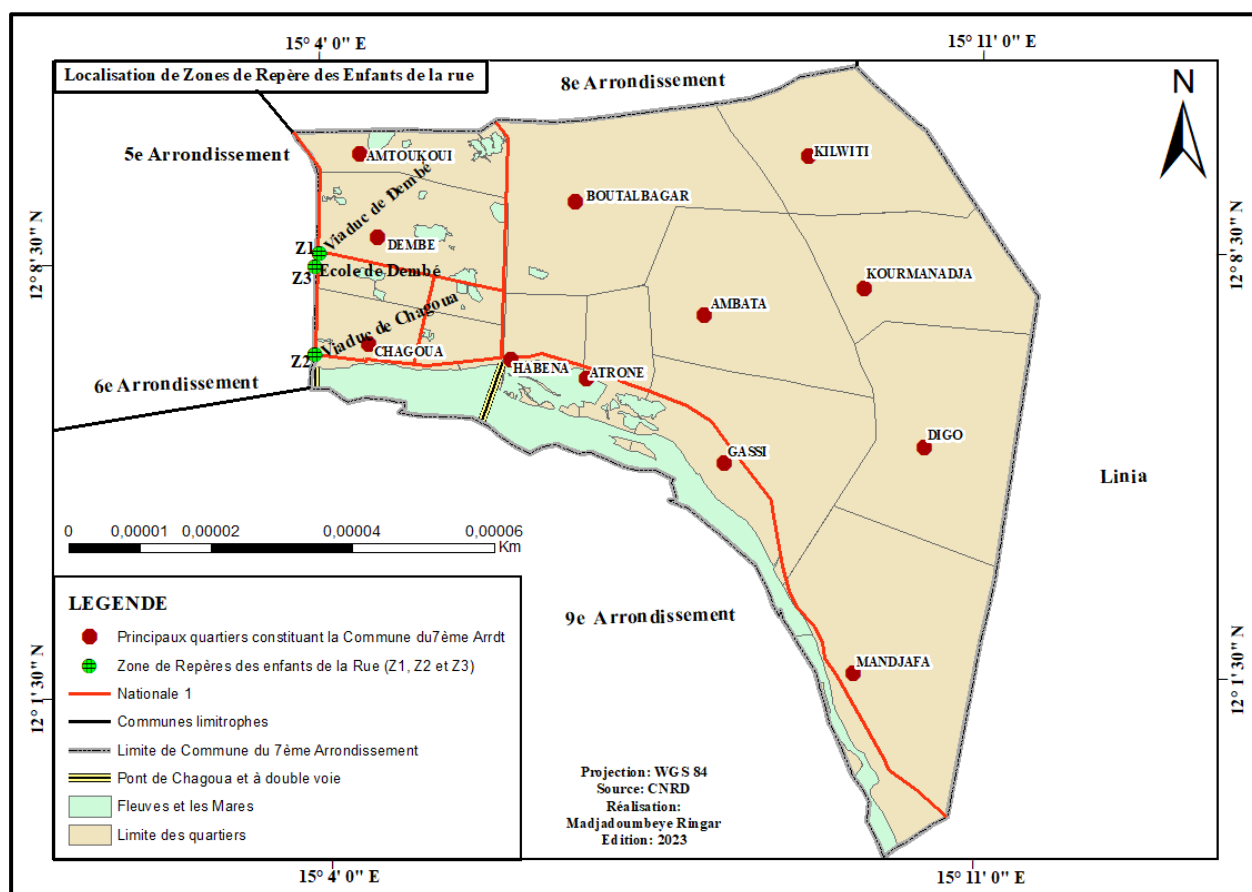 15° 4' 0" E
15° 11' 0" E
Localisation de Zones de Repère des Enfants de la rue
8e Arrondissement
N
5e Arrondissement
AMTOUKOUI
KILWITI
BOUTALBAGAR
Viaduc de Dembé
DEMBE
Z1
Z3
Ecole de Dembé
12° 8' 30" N
12° 8' 30" N
KOURMANADJA
AMBATA
Viaduc de Chagoua
CHAGOUA
Z2
HABENA
ATRONE
6e Arrondissement
DIGO
GASSI
Linia
0 0,00001 0,00002 0,00004 0,00006
Km
9e Arrondissement
MANDJAFA
12° 1' 30" N
12° 1' 30" N
LEGENDE
Principaux quartiers constituant la Commune du7ème Arrdt
Zone de Repères des enfants de la Rue (Z1, Z2 et Z3)
Nationale 1
Communes limitrophes
Limite de Commune du 7ème Arrondissement
Pont de Chagoua et à double voie
Fleuves et les Mares
Limite des quartiers
Projection: WGS 84
Source: CNRD
Réalisation:
Madjadoumbeye Ringar
Edition: 2023
15° 4' 0" E
15° 11' 0" E